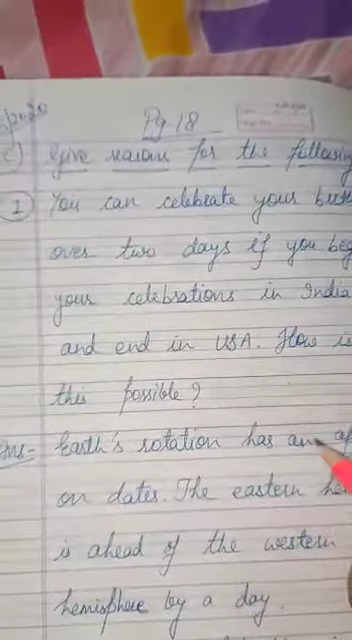 /2020
Pg-18
c) Give reasons for the following
1 You can celebrate your birth
over two days if you beg
your celebrations in India
and end in USA. How is
this possible?
Ans- Earth's rotation has an
on dates. The eastern
is ahead of the western
hemisphere by a day.